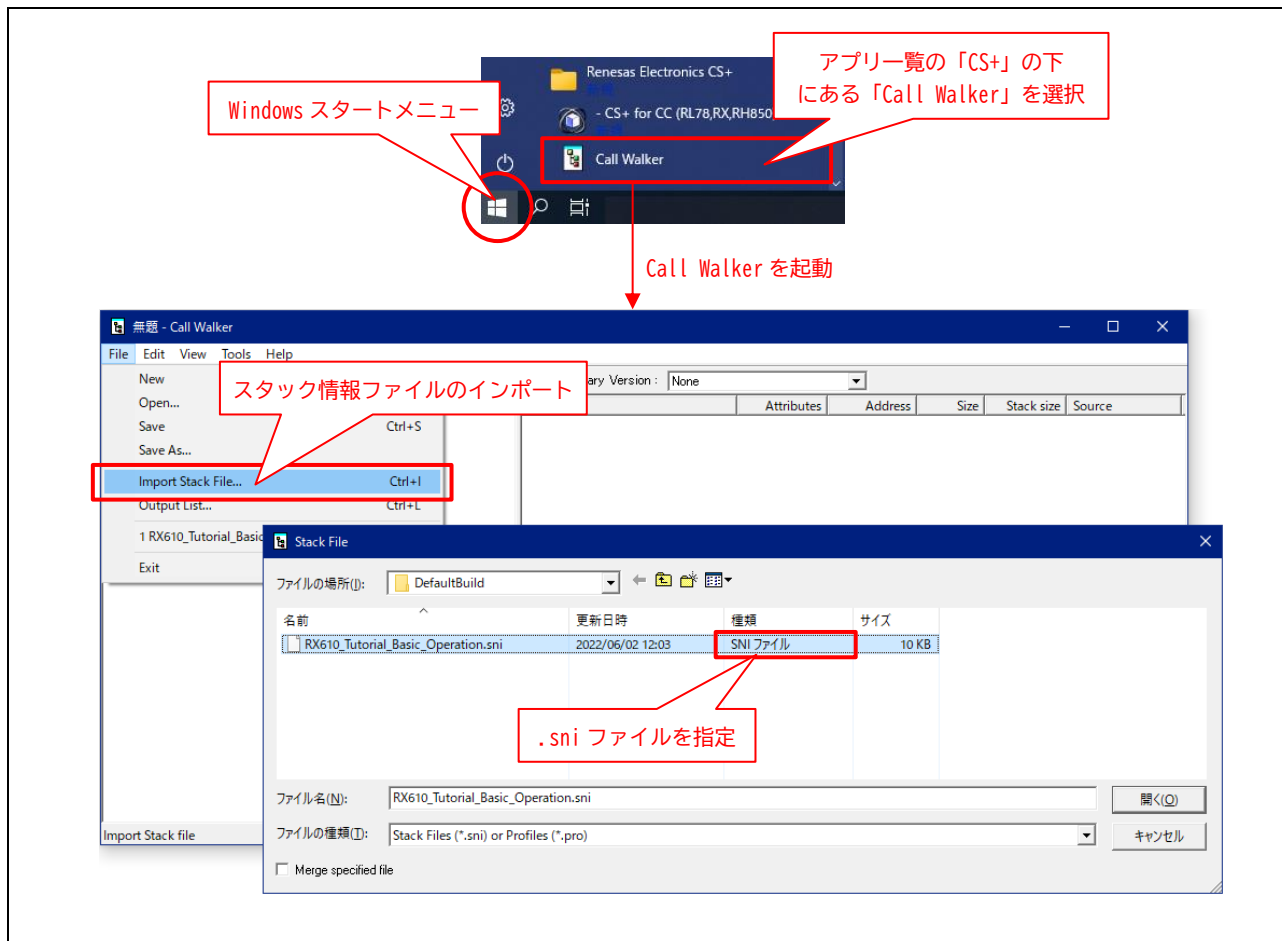 Renesas Electronics CS+
新規
- CS+ for CC (RL78,RX,RH850)
Call Walker
Windows スタートメニュー
アプリ一覧の「CS+」の下
にある「Call Walker」を選択
Call Walker を起動
無題 - Call Walker
File Edit View Tools Help
New
Open...
Save Ctrl+S
Save As...
Import Stack File... Ctrl+I
Output List... Ctrl+L
1 RX610_Tutorial_Basic
Exit
スタック情報ファイルのインポート
ary Version : None
Attributes Address Size Stack size Source
Import Stack file
Stack File
ファイルの場所(I): DefaultBuild
名前 更新日時 種類 サイズ
RX610_Tutorial_Basic_Operation.sni 2022/06/02 12:03 SNI ファイル 10 KB
.sni ファイルを指定
ファイル名(N): RX610_Tutorial_Basic_Operation.sni 開く(O)
ファイルの種類(T): Stack Files (*.sni) or Profiles (*.pro) キャンセル
Merge specified file